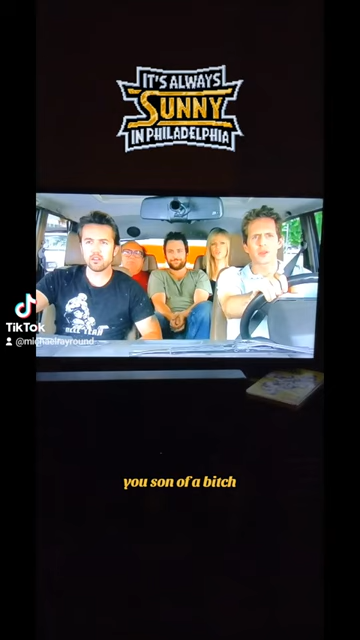 IT'S ALWAYS
SUNNY
IN PHILADELPHIA
TikTok
@michaelrayround
you son of a bitch